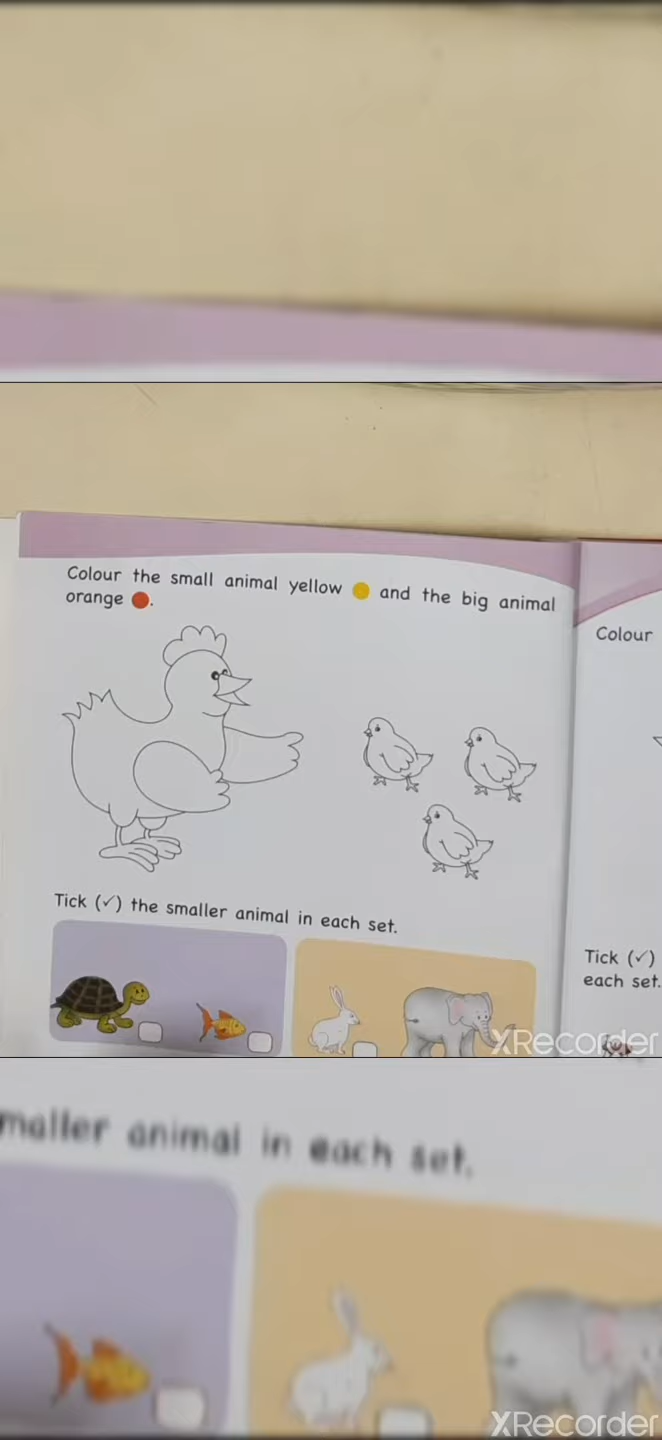 Colour the small animal yellow and the big animal
orange .
Colour
Tick (✓) the smaller animal in each set.
Tick (✓)
each set.
XRecorder
maller animal in each set.
XRecorder